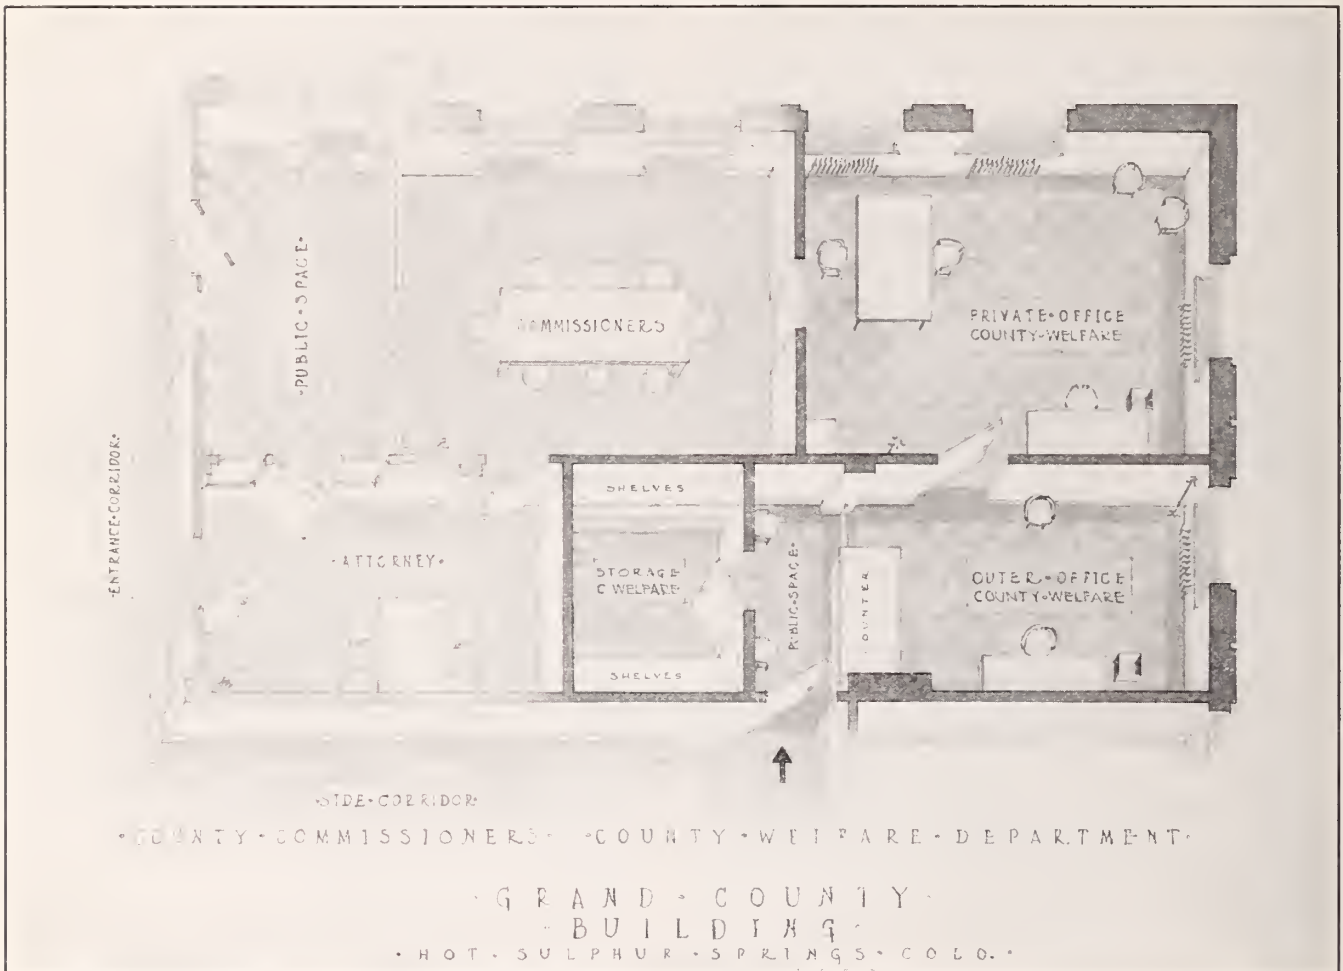 ·PUBLIC·SPACE·
COMMISSIONERS
PRIVATE·OFFICE
COUNTY·WELFARE
·ENTRANCE·CORRIDOR·
SHELVES
·ATTORNEY·
STORAGE
C WELFARE
PUBLIC·SPACE·
COUNTER
OUTER·OFFICE
COUNTY·WELFARE
SHELVES
·SIDE·CORRIDOR·
·COUNTY·COMMISSIONERS· ·COUNTY·WELFARE·DEPARTMENT·
·GRAND·COUNTY·
·BUILDING·
·HOT·SULPHUR·SPRINGS·COLO.·